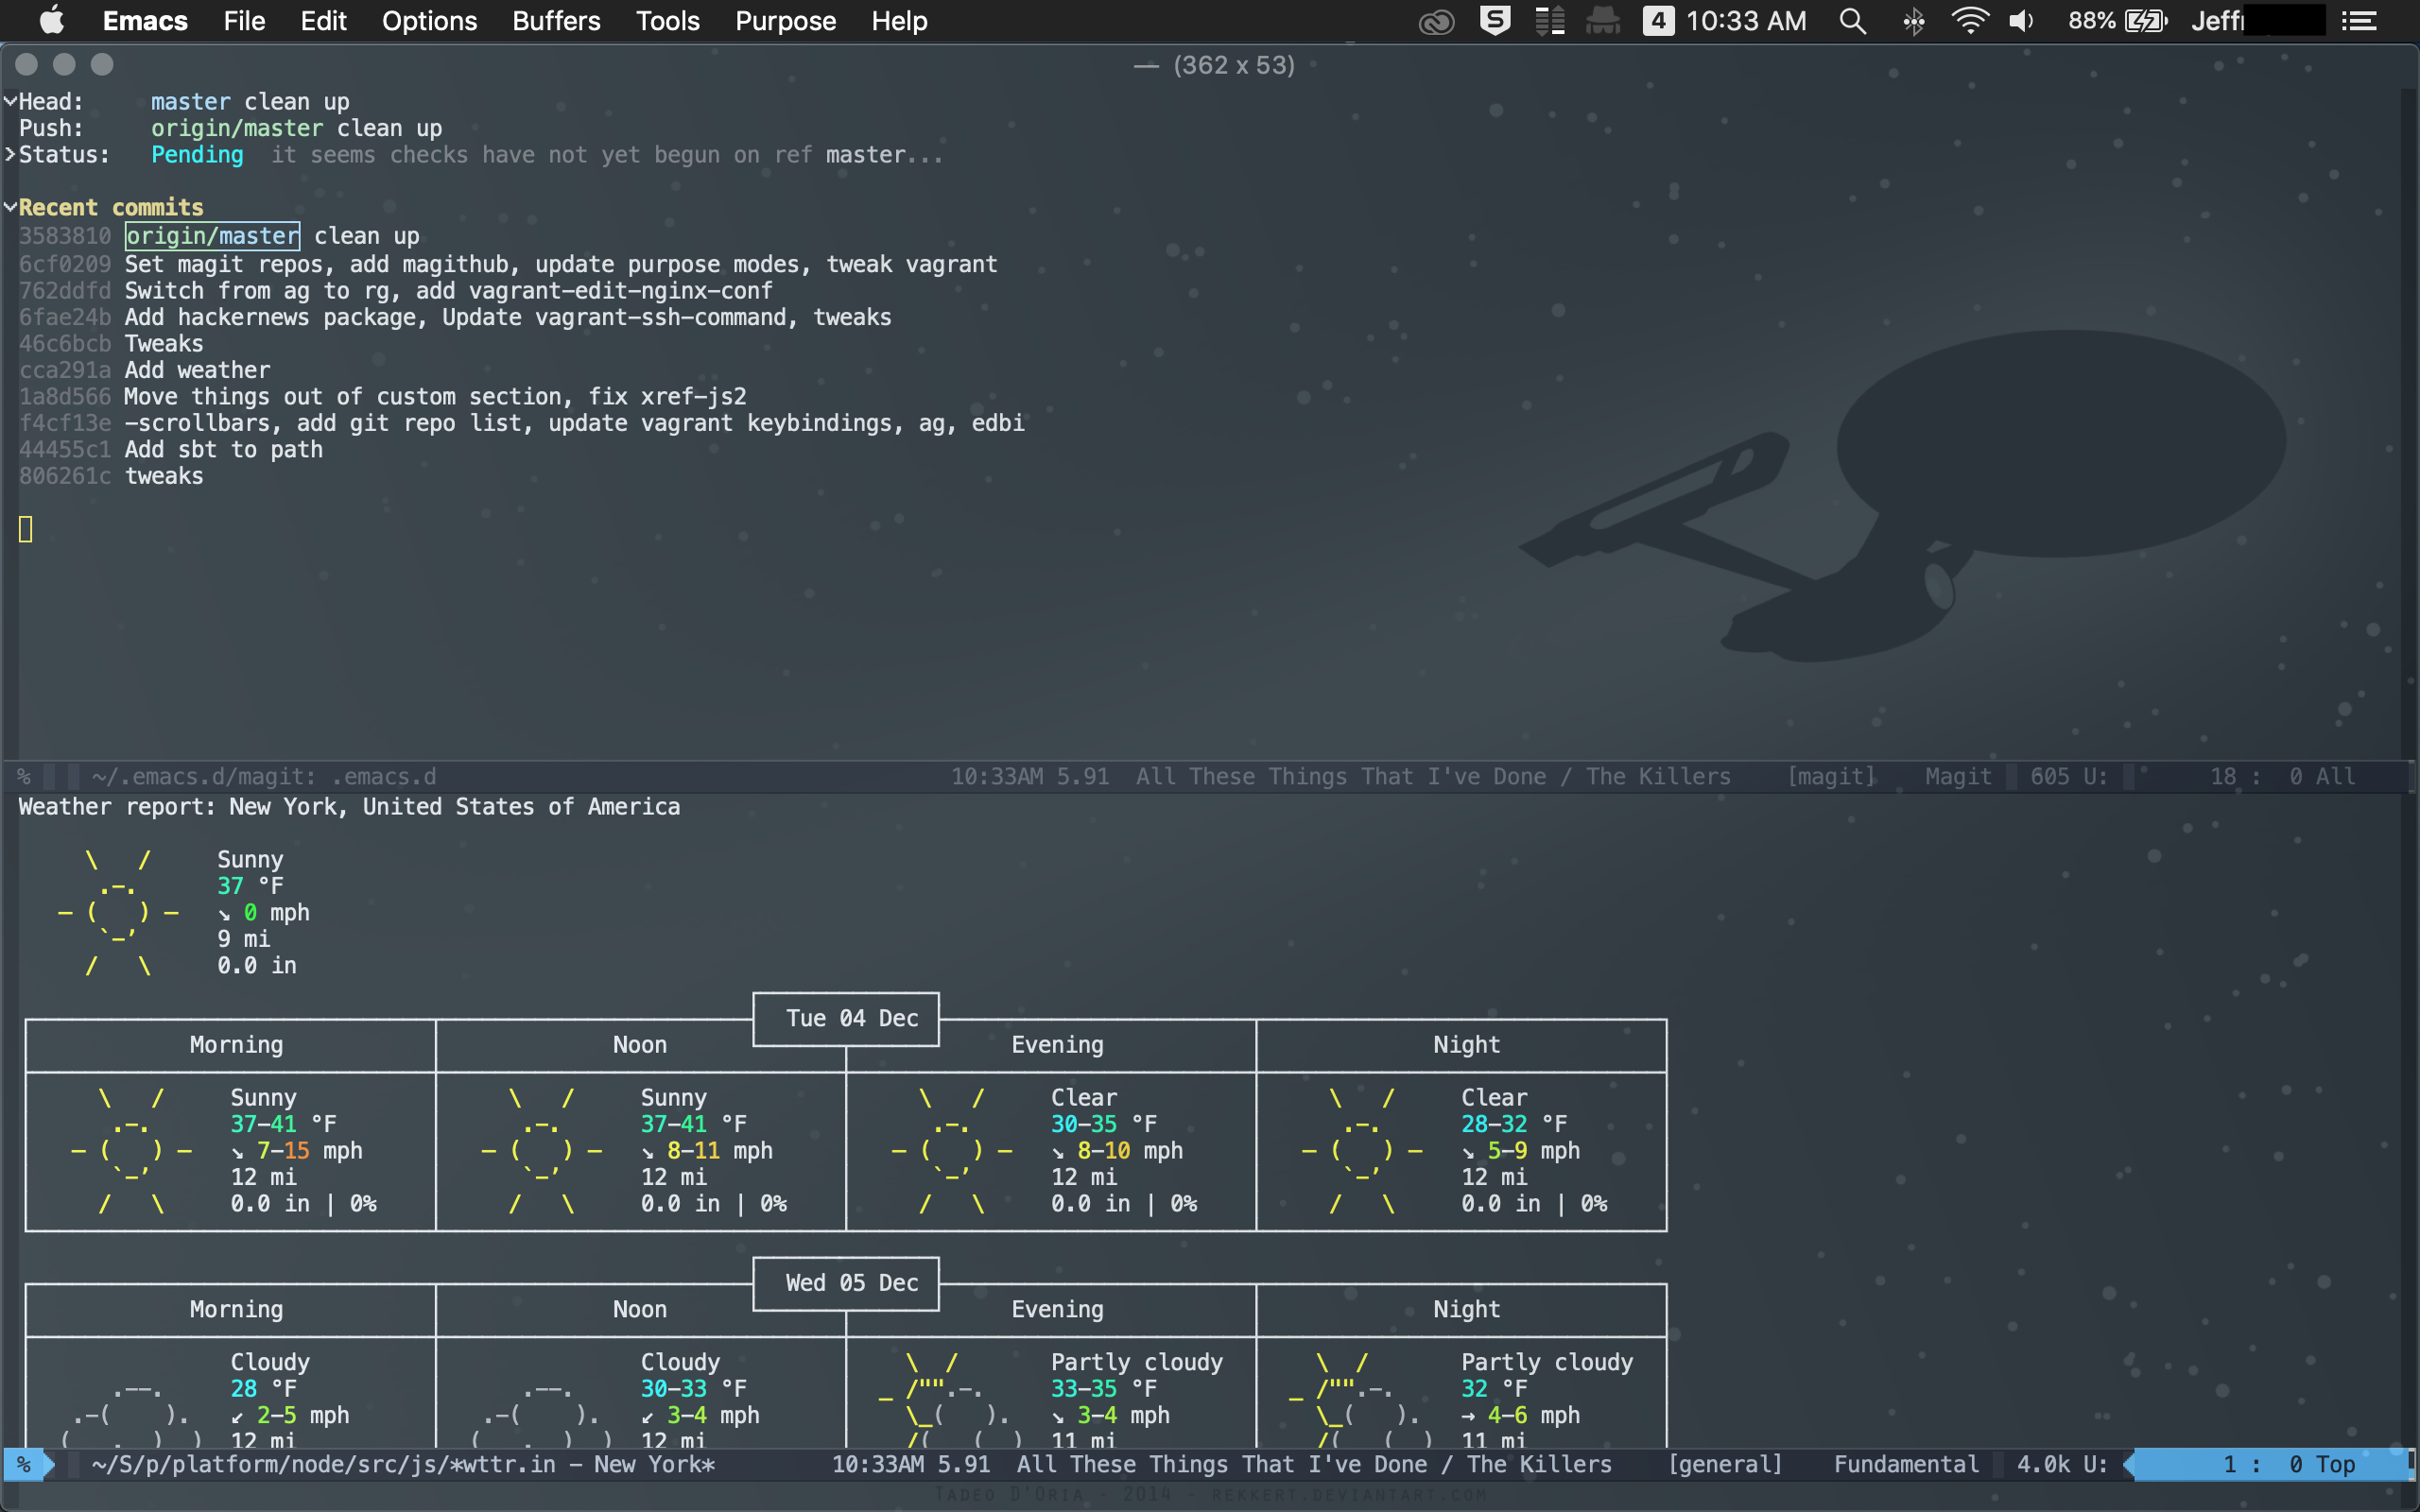 Emacs File Edit Options Buffers Tools Purpose Help S 4 10:33 AM 88% Jeff
— (362 x 53)
Head: master clean up
Push: origin/master clean up
Status: Pending it seems checks have not yet begun on ref master...
Recent commits
3583810 origin/master clean up
6cf0209 Set magit repos, add magithub, update purpose modes, tweak vagrant
762ddfd Switch from ag to rg, add vagrant-edit-nginx-conf
6fae24b Add hackernews package, Update vagrant-ssh-command, tweaks
46c6bcb Tweaks
cca291a Add weather
1a8d566 Move things out of custom section, fix xref-js2
f4cf13e -scrollbars, add git repo list, update vagrant keybindings, ag, edbi
44455c1 Add sbt to path
806261c tweaks
% ~/.emacs.d/magit: .emacs.d 10:33AM 5.91 All These Things That I've Done / The Killers [magit] Magit 605 U: 18 : 0 All
Weather report: New York, United States of America
Sunny
37 °F
↘ 0 mph
9 mi
0.0 in
Tue 04 Dec
Morning Noon Evening Night
Sunny Sunny Clear Clear
37-41 °F 37-41 °F 30-35 °F 28-32 °F
↘ 7-15 mph ↘ 8-11 mph ↘ 8-10 mph ↘ 5-9 mph
12 mi 12 mi 12 mi 12 mi
0.0 in | 0% 0.0 in | 0% 0.0 in | 0% 0.0 in | 0%
Wed 05 Dec
Morning Noon Evening Night
Cloudy Cloudy Partly cloudy Partly cloudy
28 °F 30-33 °F 33-35 °F 32 °F
↙ 2-5 mph ↙ 3-4 mph ↘ 3-4 mph → 4-6 mph
12 mi 12 mi 11 mi 11 mi
% ~/S/p/platform/node/src/js/*wttr.in - New York* 10:33AM 5.91 All These Things That I've Done / The Killers [general] Fundamental 4.0k U: 1 : 0 Top
Tadeo D'Oria - 2014 - rekkert.deviantart.com